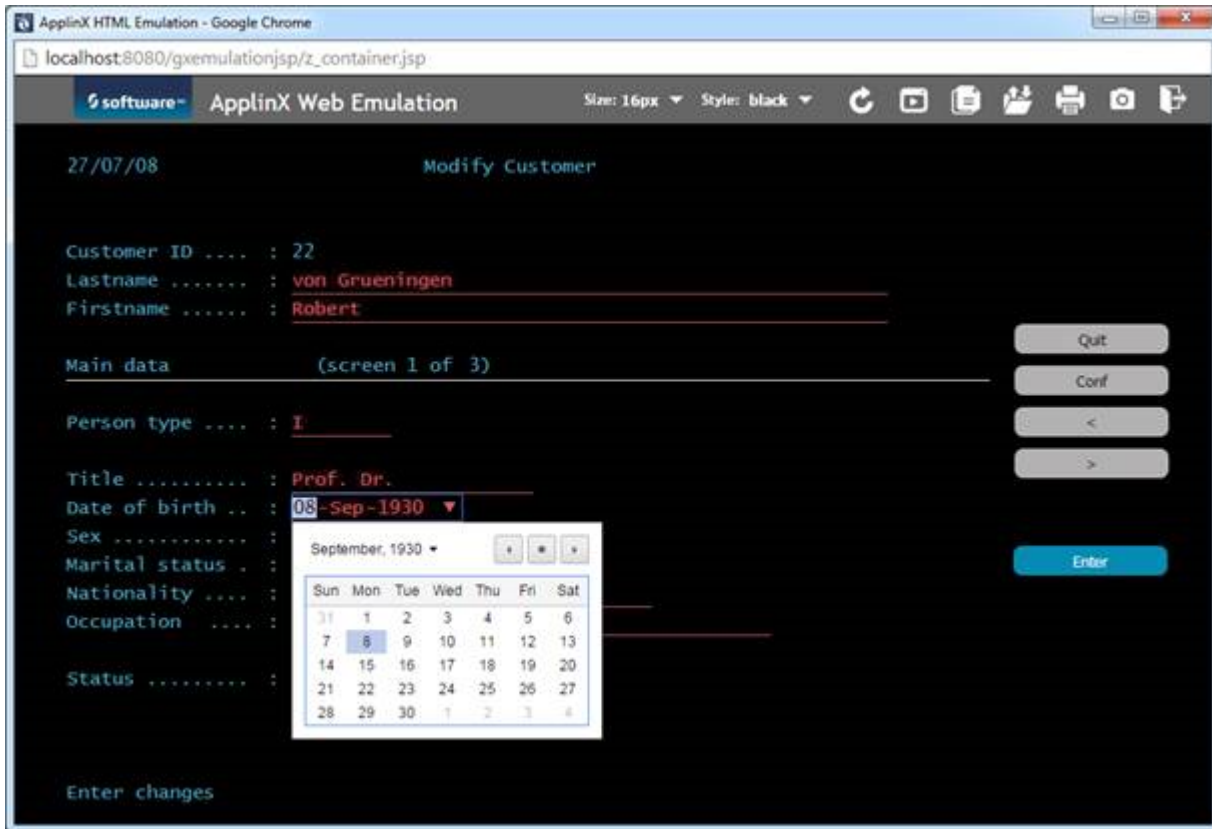 ApplinX HTML Emulation - Google Chrome
localhost:8080/gxemulationjsp/z_container.jsp
software ApplinX Web Emulation Size: 16px Style: black
27/07/08 Modify Customer
Customer ID .... : 22
Lastname ....... : von Grueningen
Firstname ...... : Robert
Main data (screen 1 of 3)
Person type .... : I
Title .......... : Prof. Dr.
Date of birth .. : 08-Sep-1930
Sex ............ :
Marital status . :
Nationality .... :
Occupation .... :
Status ......... :
September, 1930
Sun Mon Tue Wed Thu Fri Sat
31 1 2 3 4 5 6
7 8 9 10 11 12 13
14 15 16 17 18 19 20
21 22 23 24 25 26 27
28 29 30 1 2 3 4
Quit
Conf
<
>
Enter
Enter changes